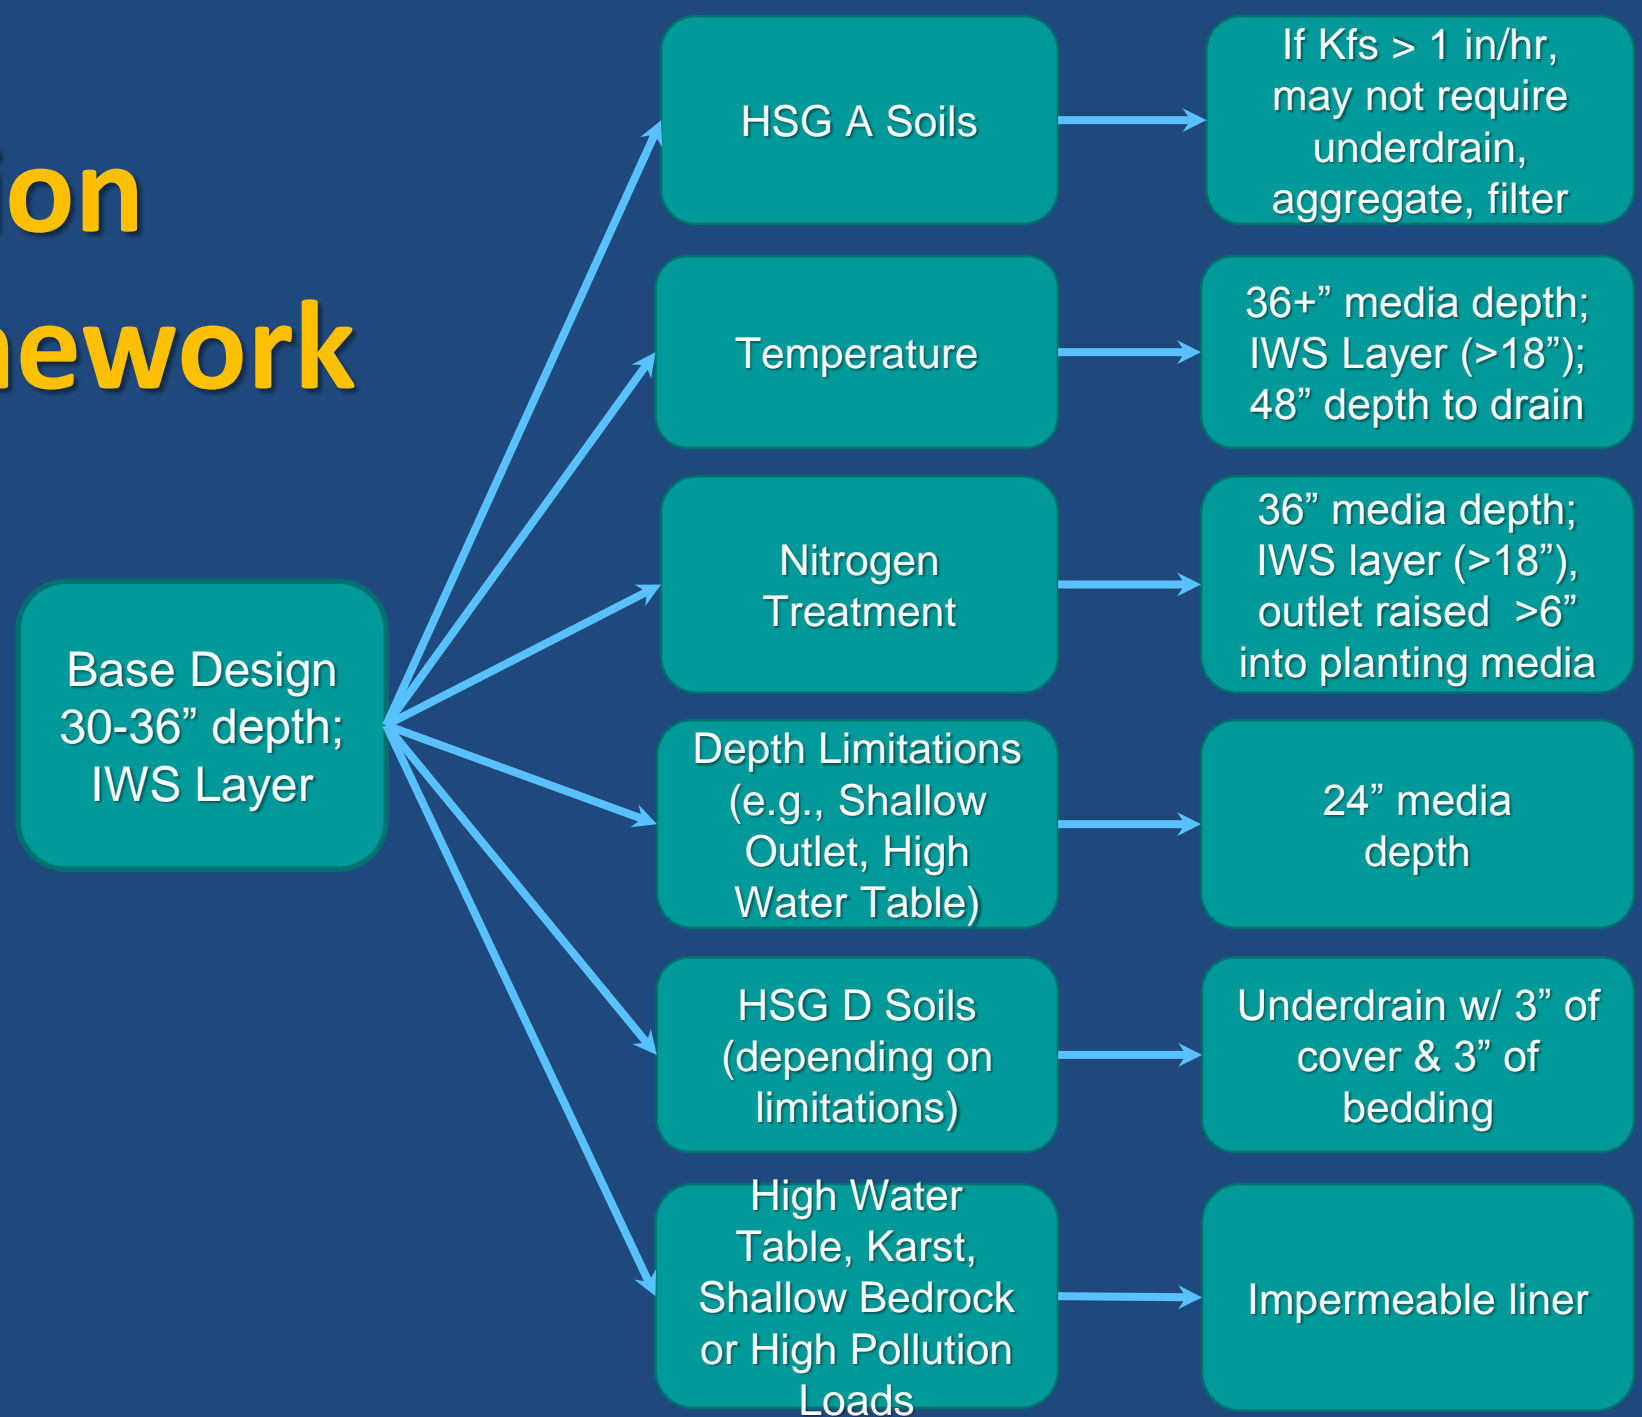 ion
nework
Base Design
30-36” depth;
IWS Layer
HSG A Soils
If Kfs > 1 in/hr,
may not require
underdrain,
aggregate, filter
Temperature
36+” media depth;
IWS Layer (>18”);
48” depth to drain
Nitrogen
Treatment
36” media depth;
IWS layer (>18”),
outlet raised >6”
into planting media
Depth Limitations
(e.g., Shallow
Outlet, High
Water Table)
24” media
depth
HSG D Soils
(depending on
limitations)
Underdrain w/ 3” of
cover & 3” of
bedding
High Water
Table, Karst,
Shallow Bedrock
or High Pollution
Loads
Impermeable liner